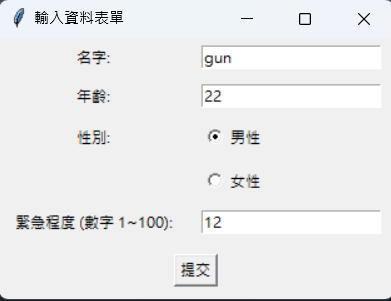 輸入資料表單
名字: gun
年齡: 22
性別: 男性
女性
緊急程度 (數字 1~100): 12
提交